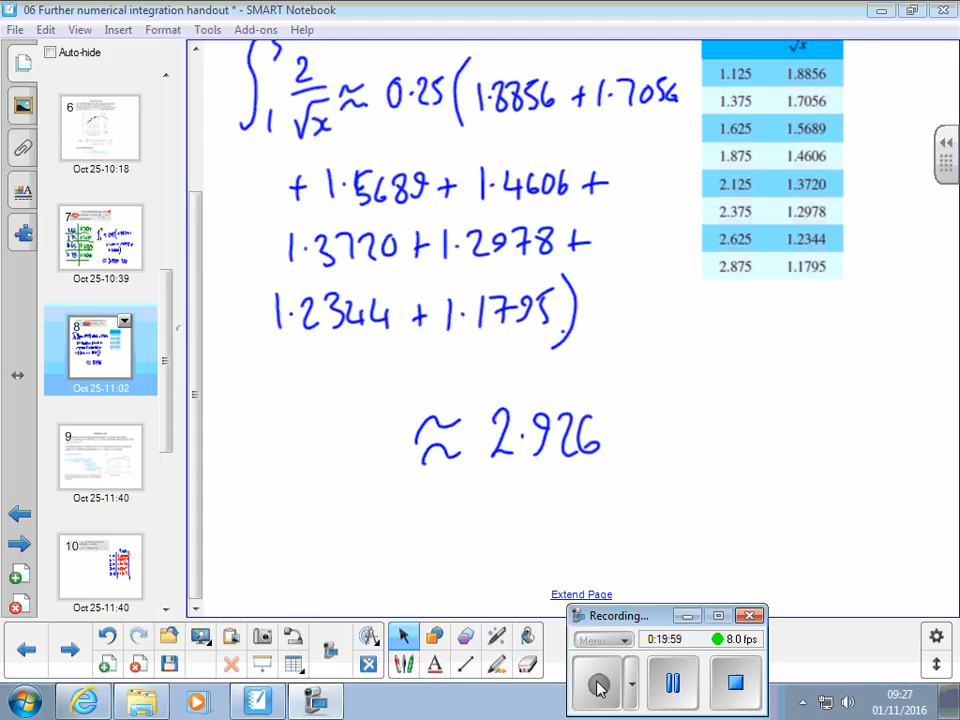 06 Further numerical integration handout * - SMART Notebook
File Edit View Insert Format Tools Add-ons Help
Auto-hide
6
Oct 25-10:18
7
Oct 25-10:39
8
Oct 25-11:02
9
Oct 25-11:40
10
Oct 25-11:40
∫₁³ 2/√x ≈ 0.25(1.8856 + 1.7056
+ 1.5689 + 1.4606 +
1.3720 + 1.2978 +
1.2344 + 1.1795)
≈ 2.926
√x
1.125 1.8856
1.375 1.7056
1.625 1.5689
1.875 1.4606
2.125 1.3720
2.375 1.2978
2.625 1.2344
2.875 1.1795
Extend Page
Recording...
Menu 0:19:59 8.0 fps
09:27
01/11/2016